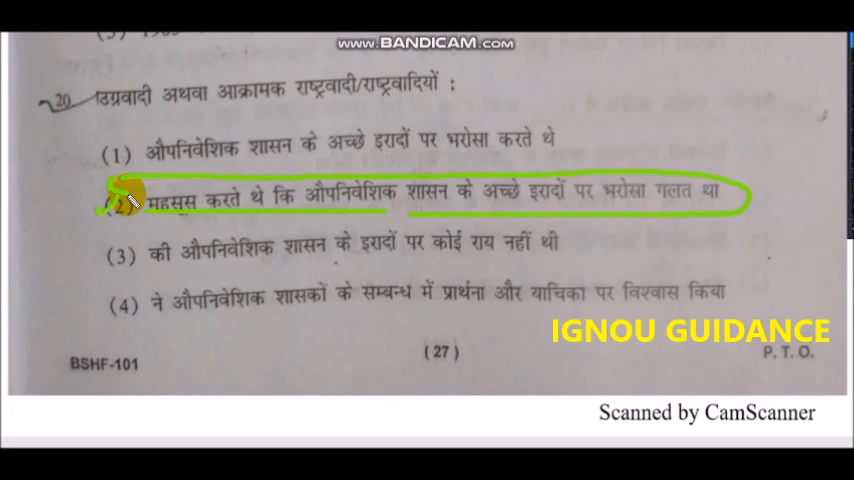 (3) 1905
www.BANDICAM.com
20 उग्रवादी अथवा आक्रामक राष्ट्रवादी/राष्ट्रवादियों :
(1) औपनिवेशिक शासन के अच्छे इरादों पर भरोसा करते थे
(2) महसूस करते थे कि औपनिवेशिक शासन के अच्छे इरादों पर भरोसा गलत था
(3) की औपनिवेशिक शासन के इरादों पर कोई राय नहीं थी
(4) ने औपनिवेशिक शासकों के सम्बन्ध में प्रार्थना और याचिका पर विश्वास किया
IGNOU GUIDANCE
BSHF-101 (27) P. T. O.
Scanned by CamScanner